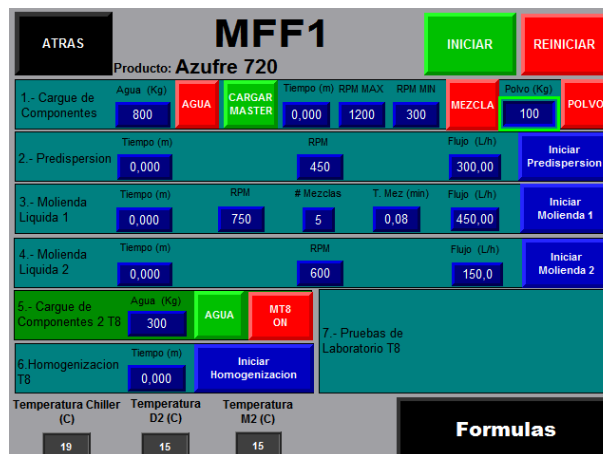 ATRAS
MFF1
Producto: Azufre 720
INICIAR
REINICIAR
1.- Cargue de
Componentes
Agua (Kg)
800
AGUA
CARGAR
MASTER
Tiempo (m)
0,000
RPM MAX
1200
RPM MIN
300
MEZCLA
Polvo (Kg)
100
POLVO
2.- Predispersion
Tiempo (m)
0,000
RPM
450
Flujo (L/h)
300,00
Iniciar
Predispersion
3.- Molienda
Liquida 1
Tiempo (m)
0,000
RPM
750
# Mezclas
5
T. Mez (min)
0,08
Flujo (L/h)
450,00
Iniciar
Molienda 1
4.- Molienda
Liquida 2
Tiempo (m)
0,000
RPM
600
Flujo (L/h)
150,0
Iniciar
Molienda 2
5.- Cargue de
Componentes 2 T8
Agua (Kg)
300
AGUA
MT8
ON
6.Homogenizacion
T8
Tiempo (m)
0,000
Iniciar
Homogenizacion
7.- Pruebas de
Laboratorio T8
Temperatura Chiller
(C)
19
Temperatura
D2 (C)
15
Temperatura
M2 (C)
15
Formulas